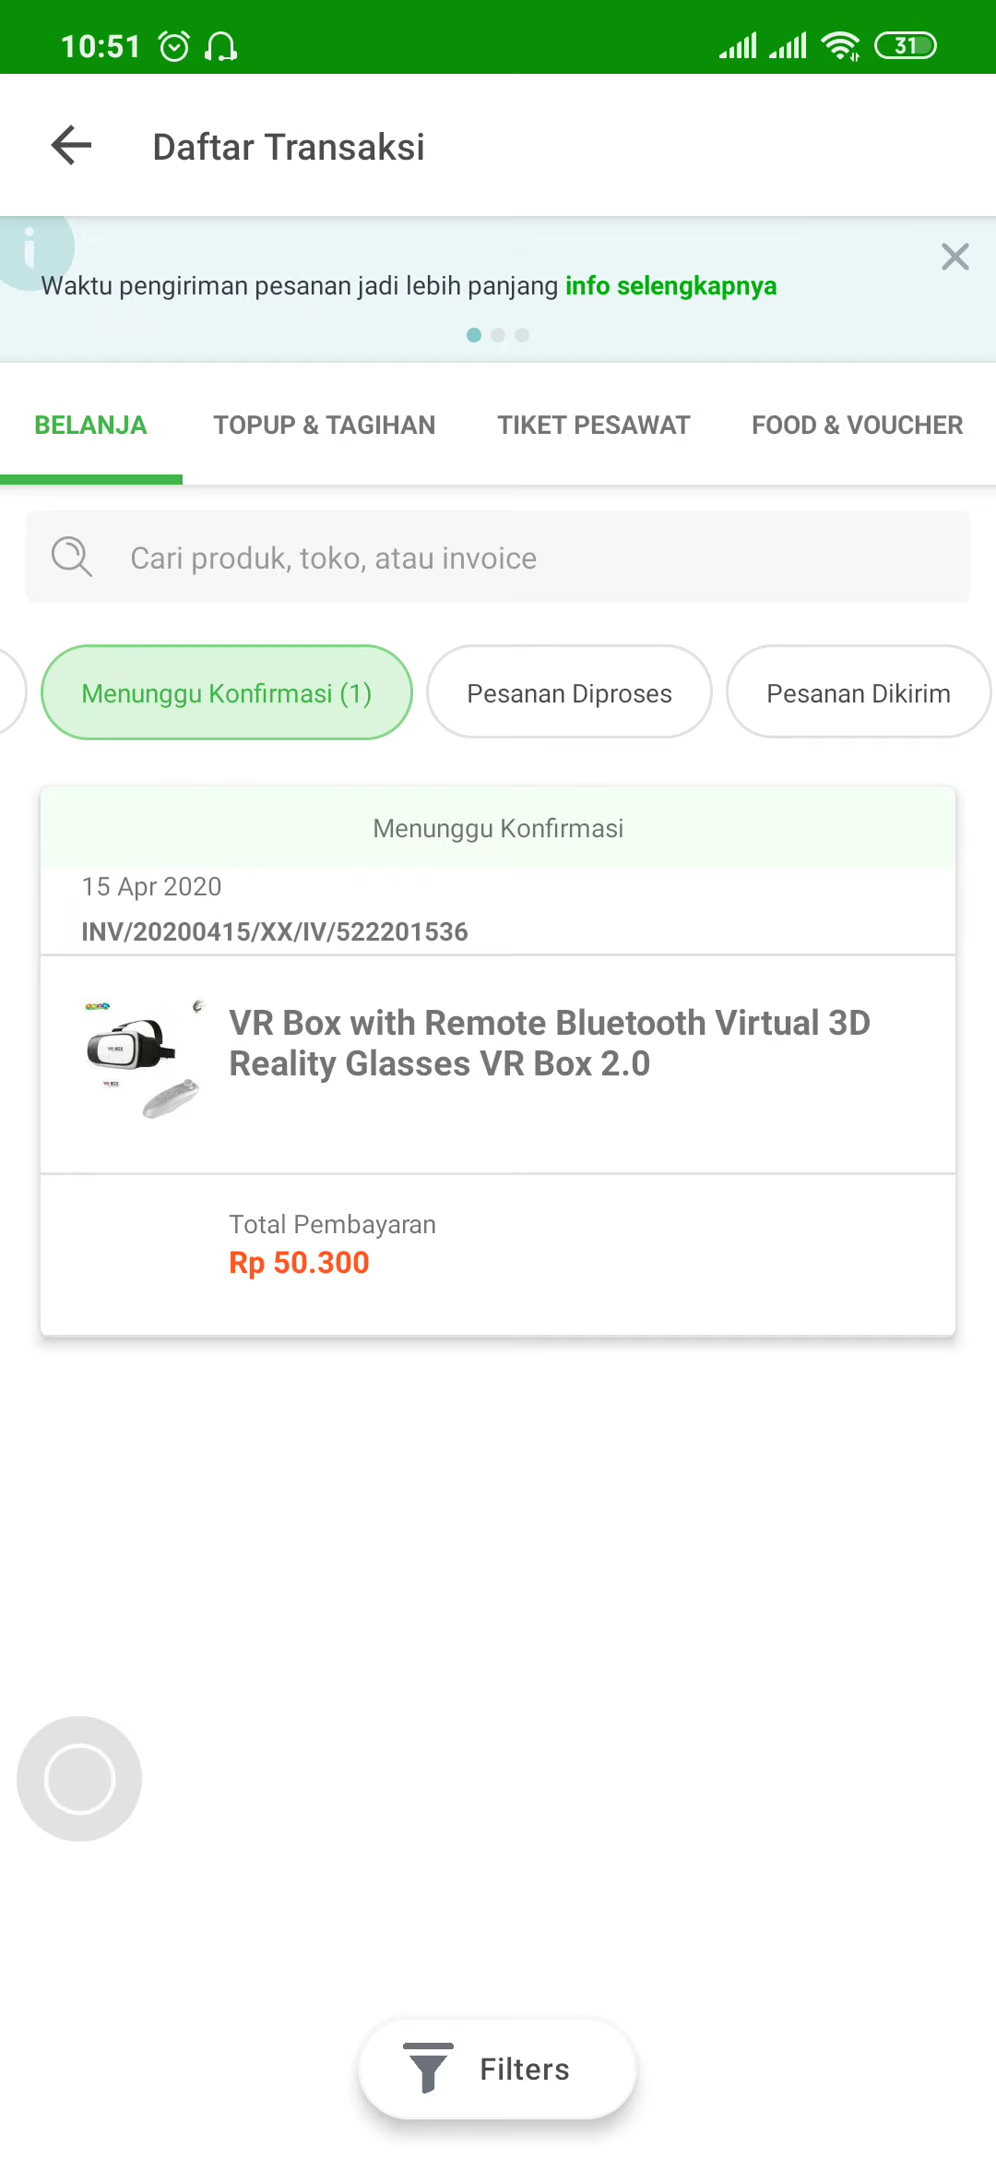 10:51
31
Daftar Transaksi
Waktu pengiriman pesanan jadi lebih panjang info selengkapnya
BELANJA TOPUP & TAGIHAN TIKET PESAWAT FOOD & VOUCHER
Cari produk, toko, atau invoice
Menunggu Konfirmasi (1) Pesanan Diproses Pesanan Dikirim
Menunggu Konfirmasi
15 Apr 2020
INV/20200415/XX/IV/522201536
VR Box with Remote Bluetooth Virtual 3D
Reality Glasses VR Box 2.0
Total Pembayaran
Rp 50.300
Filters